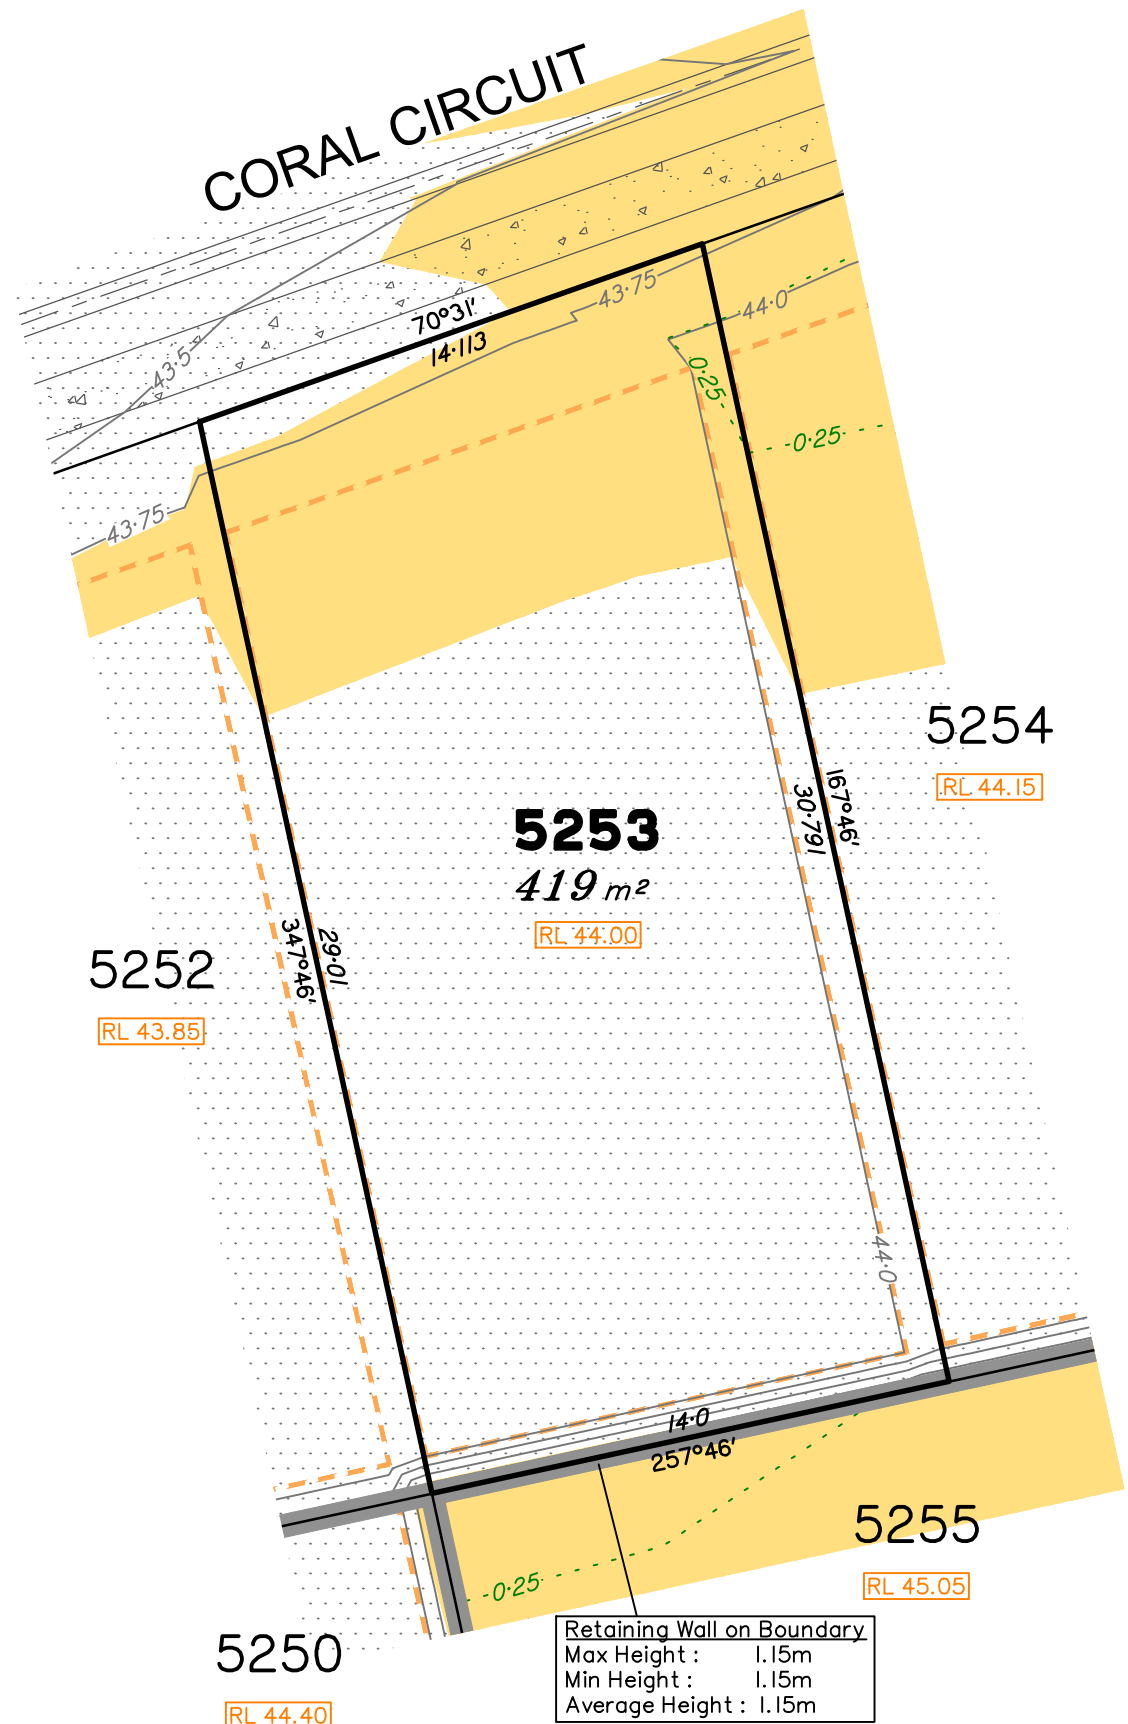 CORAL CIRCUIT
43·75
70°31'
14·113
44·0
43·5
0·25
0·25
43·75
5254
RL 44.15
5253
419 m²
RL 44.00
167°46'
30·791
5252
RL 43.85
29·01
347°46'
44·0
14·0
257°46'
5255
RL 45.05
0·25
5250
RL 44.40
Retaining Wall on Boundary
Max Height : 1.15m
Min Height : 1.15m
Average Height : 1.15m